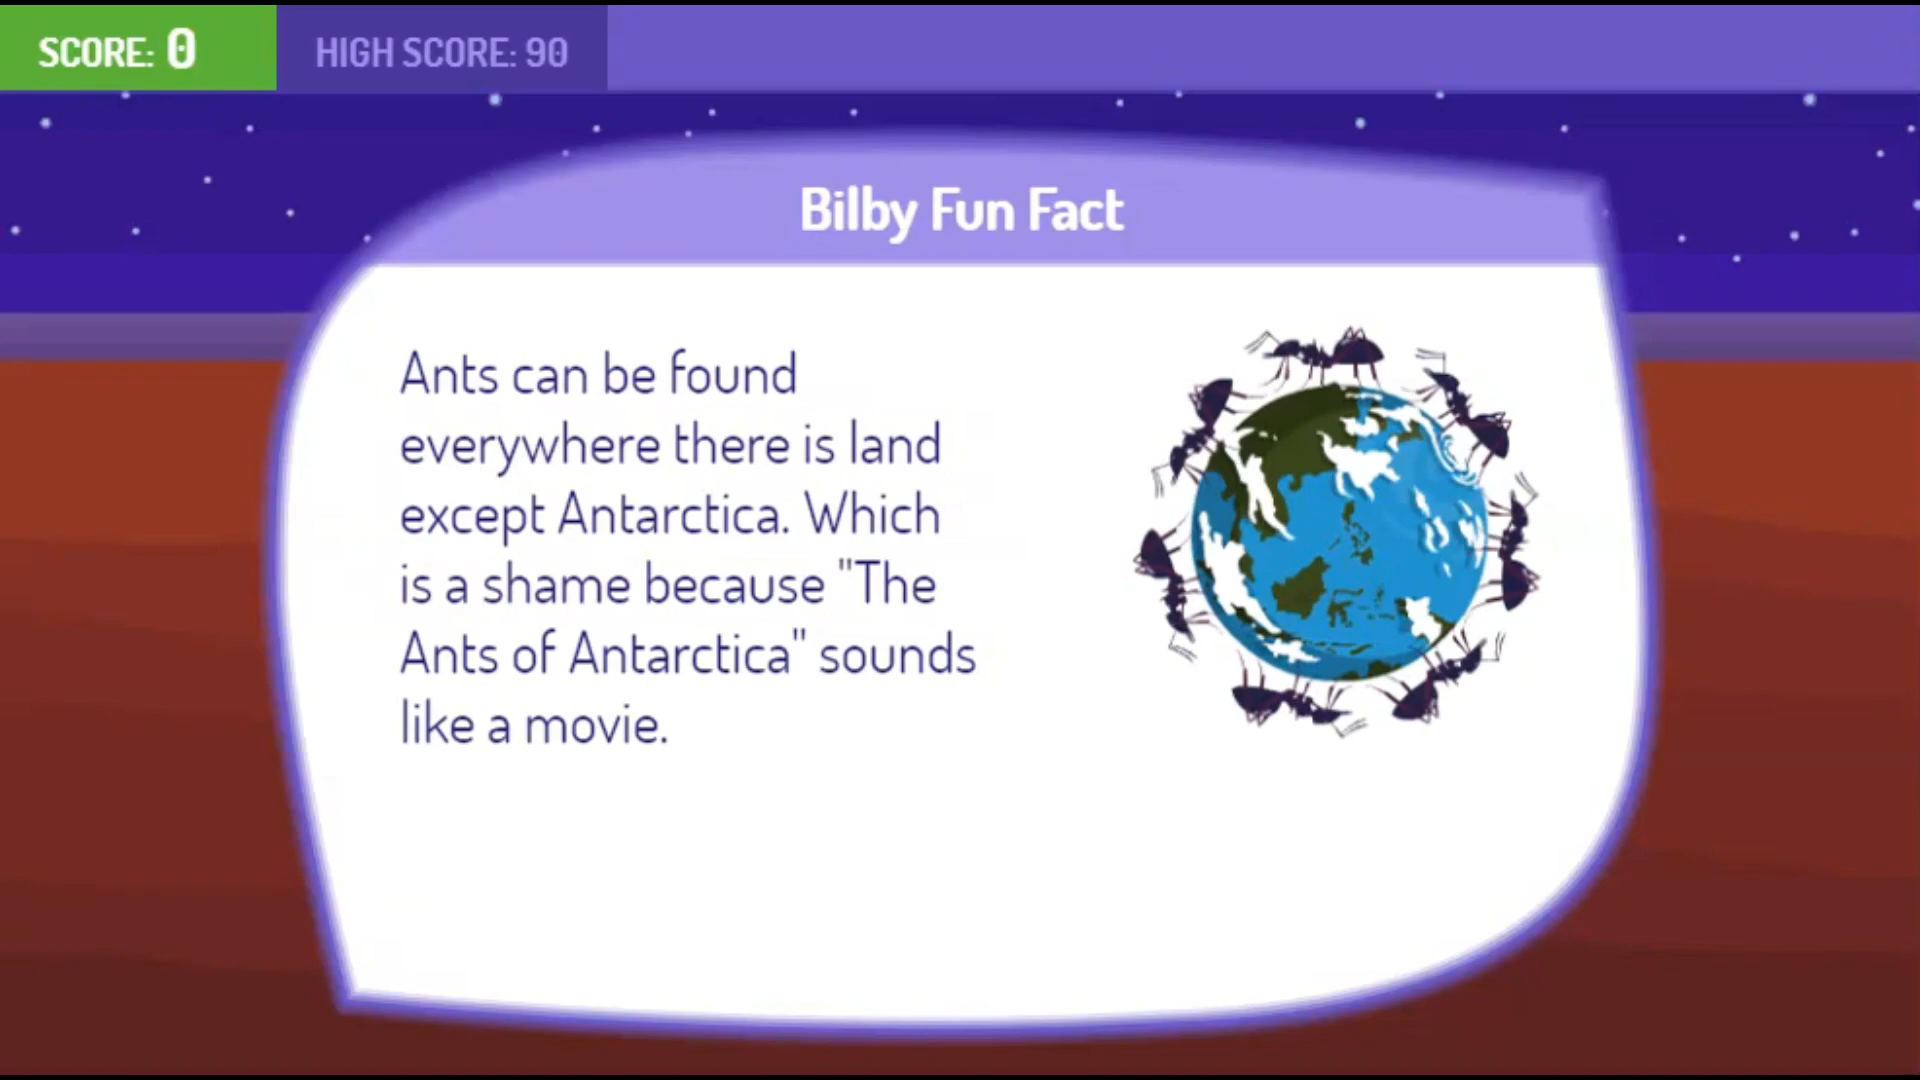 SCORE: 0
HIGH SCORE: 90
Bilby Fun Fact
Ants can be found
everywhere there is land
except Antarctica. Which
is a shame because "The
Ants of Antarctica" sounds
like a movie.